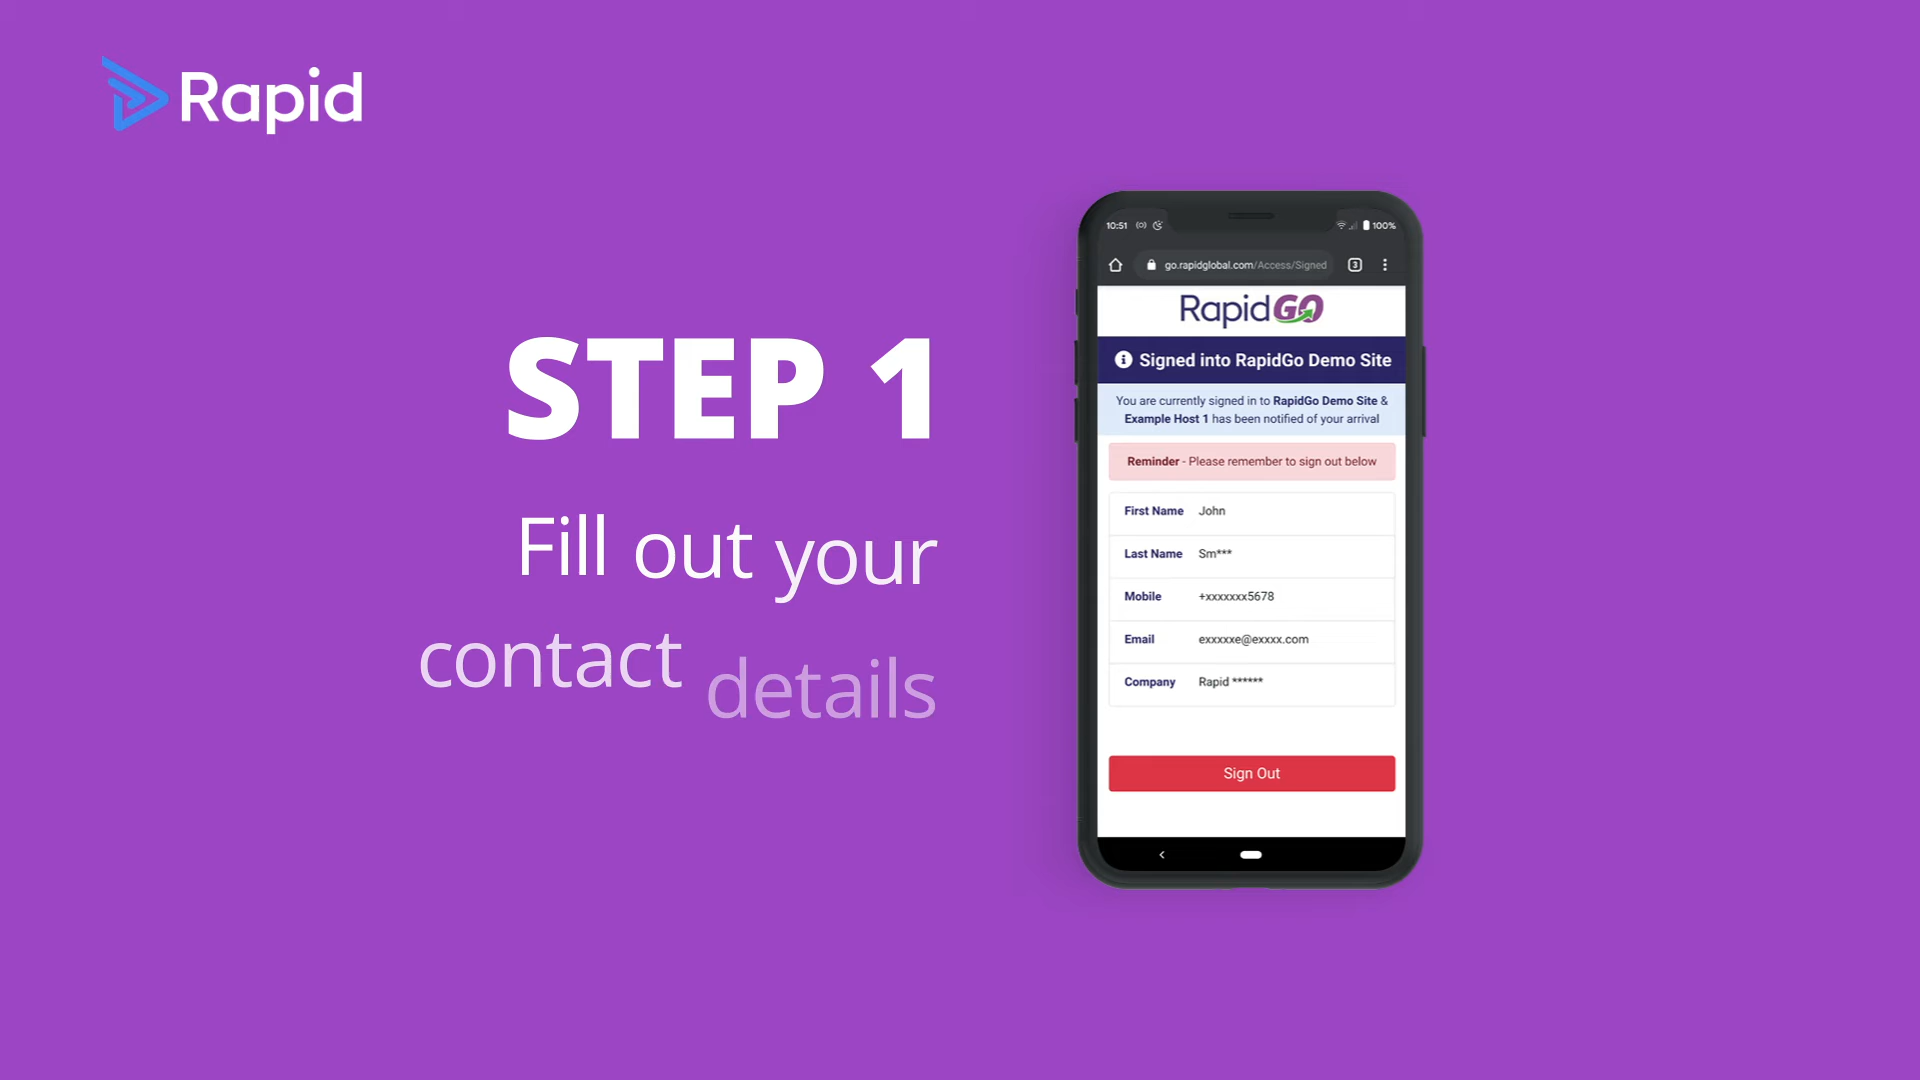 Rapid
STEP 1
Fill out your
contact details
10:51 100%
go.rapidglobal.com/Access/Signed 3
RapidGO
Signed into RapidGo Demo Site
You are currently signed in to RapidGo Demo Site &
Example Host 1 has been notified of your arrival
Reminder - Please remember to sign out below
First Name John
Last Name Sm***
Mobile +xxxxxxx5678
Email exxxxxe@exxxx.com
Company Rapid ******
Sign Out